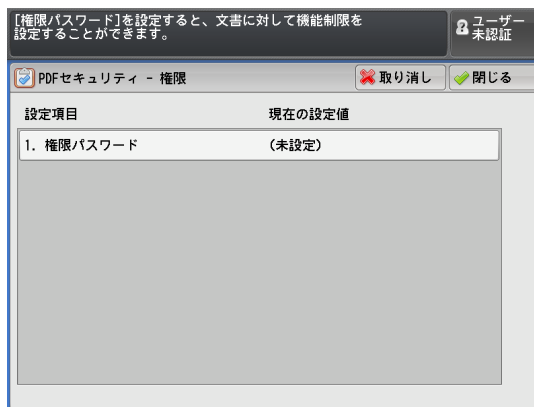 [権限パスワード]を設定すると、文書に対して機能制限を
設定することができます。
ユーザー
未認証
PDFセキュリティ - 権限
取り消し
閉じる
設定項目 現在の設定値
1. 権限パスワード (未設定)